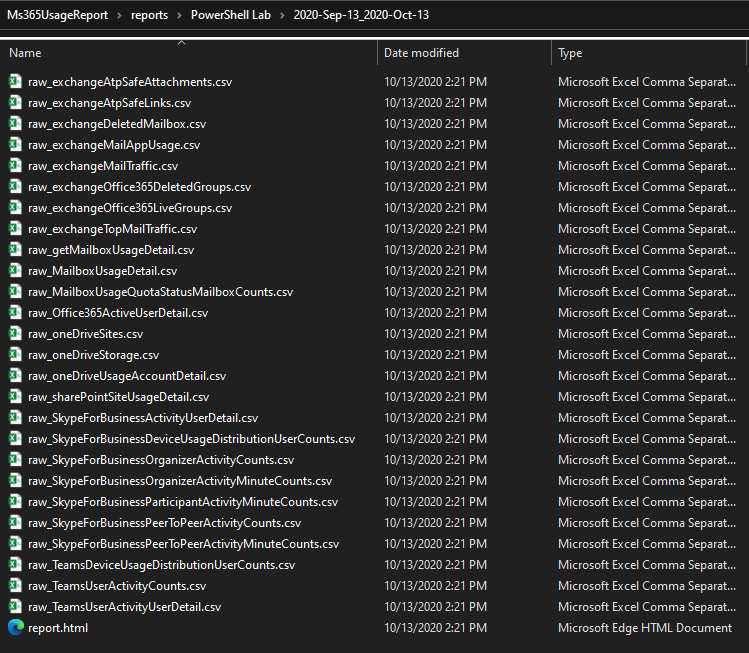 Ms365UsageReport > reports > PowerShell Lab > 2020-Sep-13_2020-Oct-13
Name Date modified Type
raw_exchangeAtpSafeAttachments.csv 10/13/2020 2:21 PM Microsoft Excel Comma Separat...
raw_exchangeAtpSafeLinks.csv 10/13/2020 2:21 PM Microsoft Excel Comma Separat...
raw_exchangeDeletedMailbox.csv 10/13/2020 2:21 PM Microsoft Excel Comma Separat...
raw_exchangeMailAppUsage.csv 10/13/2020 2:21 PM Microsoft Excel Comma Separat...
raw_exchangeMailTraffic.csv 10/13/2020 2:21 PM Microsoft Excel Comma Separat...
raw_exchangeOffice365DeletedGroups.csv 10/13/2020 2:21 PM Microsoft Excel Comma Separat...
raw_exchangeOffice365LiveGroups.csv 10/13/2020 2:21 PM Microsoft Excel Comma Separat...
raw_exchangeTopMailTraffic.csv 10/13/2020 2:21 PM Microsoft Excel Comma Separat...
raw_getMailboxUsageDetail.csv 10/13/2020 2:21 PM Microsoft Excel Comma Separat...
raw_MailboxUsageDetail.csv 10/13/2020 2:21 PM Microsoft Excel Comma Separat...
raw_MailboxUsageQuotaStatusMailboxCounts.csv 10/13/2020 2:21 PM Microsoft Excel Comma Separat...
raw_Office365ActiveUserDetail.csv 10/13/2020 2:21 PM Microsoft Excel Comma Separat...
raw_oneDriveSites.csv 10/13/2020 2:21 PM Microsoft Excel Comma Separat...
raw_oneDriveStorage.csv 10/13/2020 2:21 PM Microsoft Excel Comma Separat...
raw_oneDriveUsageAccountDetail.csv 10/13/2020 2:21 PM Microsoft Excel Comma Separat...
raw_sharePointSiteUsageDetail.csv 10/13/2020 2:21 PM Microsoft Excel Comma Separat...
raw_SkypeForBusinessActivityUserDetail.csv 10/13/2020 2:21 PM Microsoft Excel Comma Separat...
raw_SkypeForBusinessDeviceUsageDistributionUserCounts.csv 10/13/2020 2:21 PM Microsoft Excel Comma Separat...
raw_SkypeForBusinessOrganizerActivityCounts.csv 10/13/2020 2:21 PM Microsoft Excel Comma Separat...
raw_SkypeForBusinessOrganizerActivityMinuteCounts.csv 10/13/2020 2:21 PM Microsoft Excel Comma Separat...
raw_SkypeForBusinessParticipantActivityMinuteCounts.csv 10/13/2020 2:21 PM Microsoft Excel Comma Separat...
raw_SkypeForBusinessPeerToPeerActivityCounts.csv 10/13/2020 2:21 PM Microsoft Excel Comma Separat...
raw_SkypeForBusinessPeerToPeerActivityMinuteCounts.csv 10/13/2020 2:21 PM Microsoft Excel Comma Separat...
raw_TeamsDeviceUsageDistributionUserCounts.csv 10/13/2020 2:21 PM Microsoft Excel Comma Separat...
raw_TeamsUserActivityCounts.csv 10/13/2020 2:21 PM Microsoft Excel Comma Separat...
raw_TeamsUserActivityUserDetail.csv 10/13/2020 2:21 PM Microsoft Excel Comma Separat...
report.html 10/13/2020 2:21 PM Microsoft Edge HTML Document